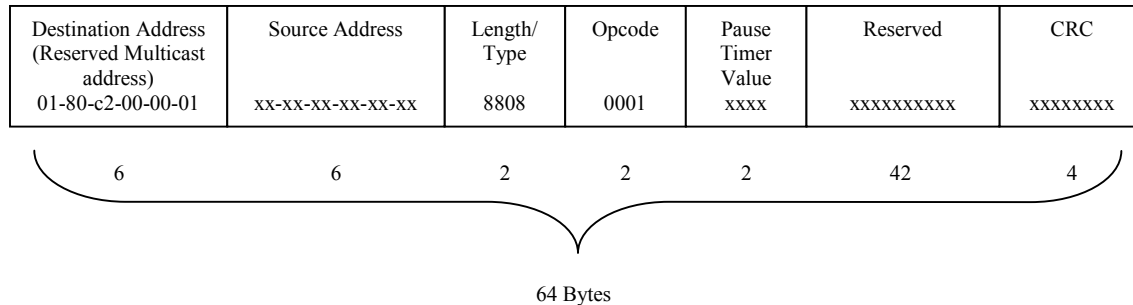 Destination Address
(Reserved Multicast
address)
01-80-c2-00-00-01
Source Address
xx-xx-xx-xx-xx-xx
Length/
Type
8808
Opcode
0001
Pause
Timer
Value
xxxx
Reserved
xxxxxxxxxx
CRC
xxxxxxxx
6 6 2 2 2 42 4
64 Bytes